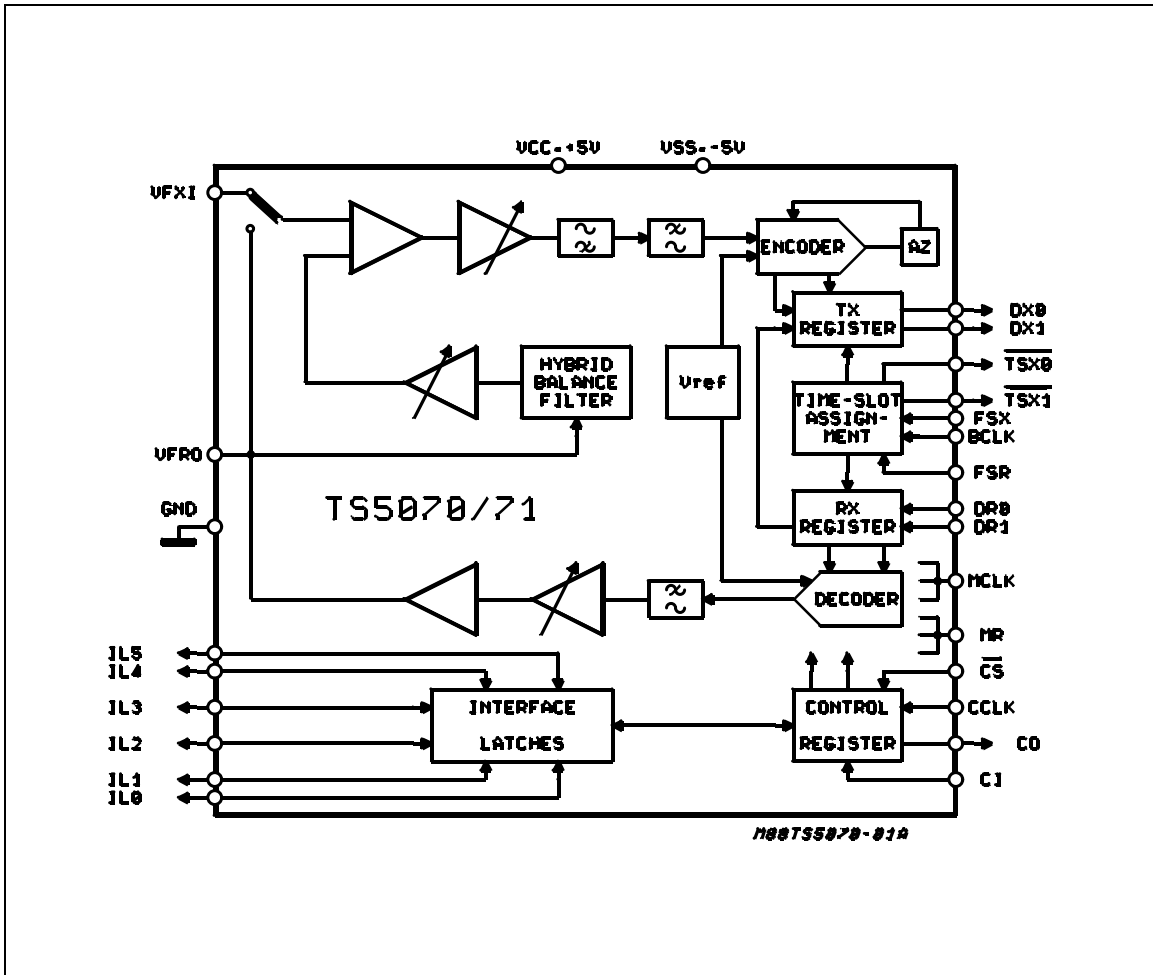 VCC=+5V
VSS=-5V
VFXI
ENCODER
AZ
TX
REGISTER
DX0
DX1
HYBRID
BALANCE
FILTER
Vref
TSX0
TIME-SLOT
ASSIGN-
MENT
TSX1
FSX
BCLK
VFRO
FSR
GND
TS5070/71
RX
REGISTER
DR0
DR1
MCLK
DECODER
MR
IL5
IL4
CS
IL3
INTERFACE
LATCHES
CONTROL
REGISTER
CCLK
IL2
CO
IL1
IL0
CI
M88TS5070-01A